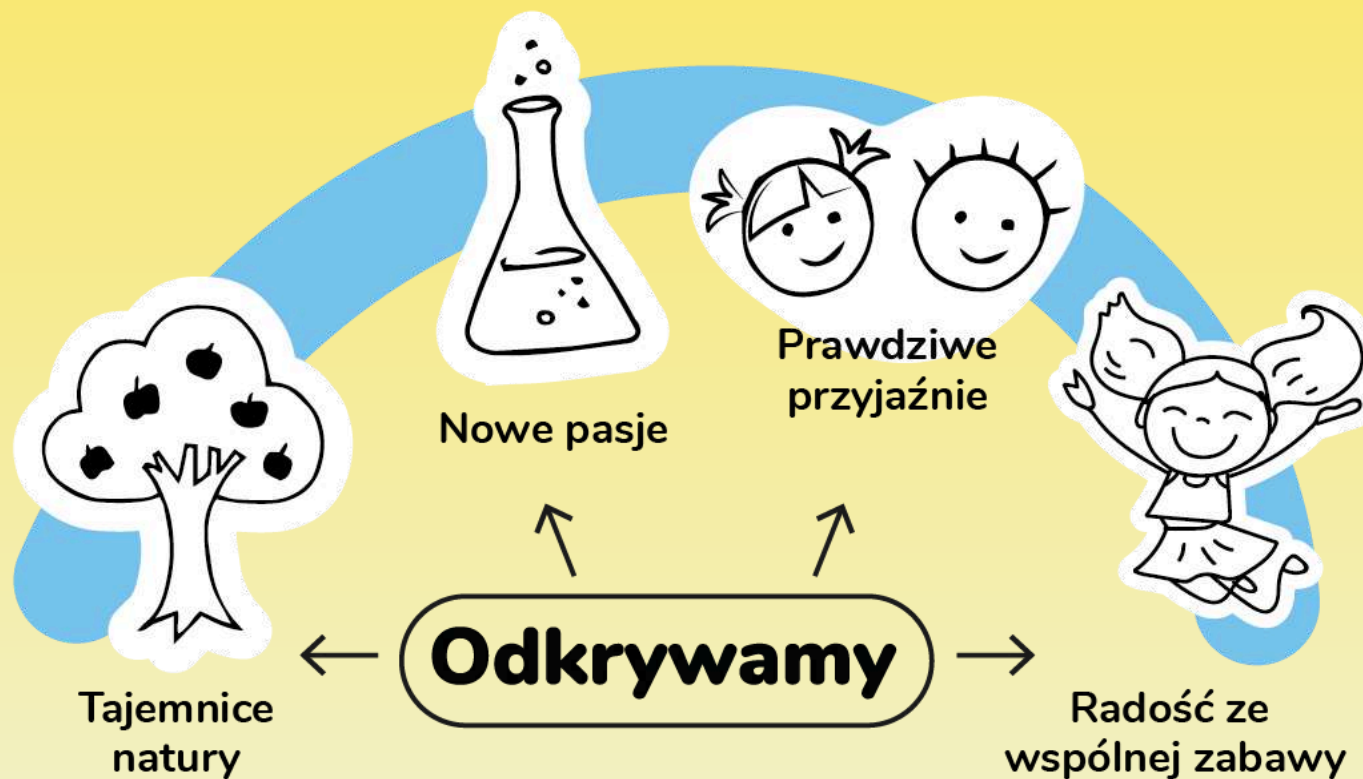 Prawdziwe
przyjaźnie
Nowe pasje
Odkrywamy
Tajemnice
natury
Radość ze
wspólnej zabawy